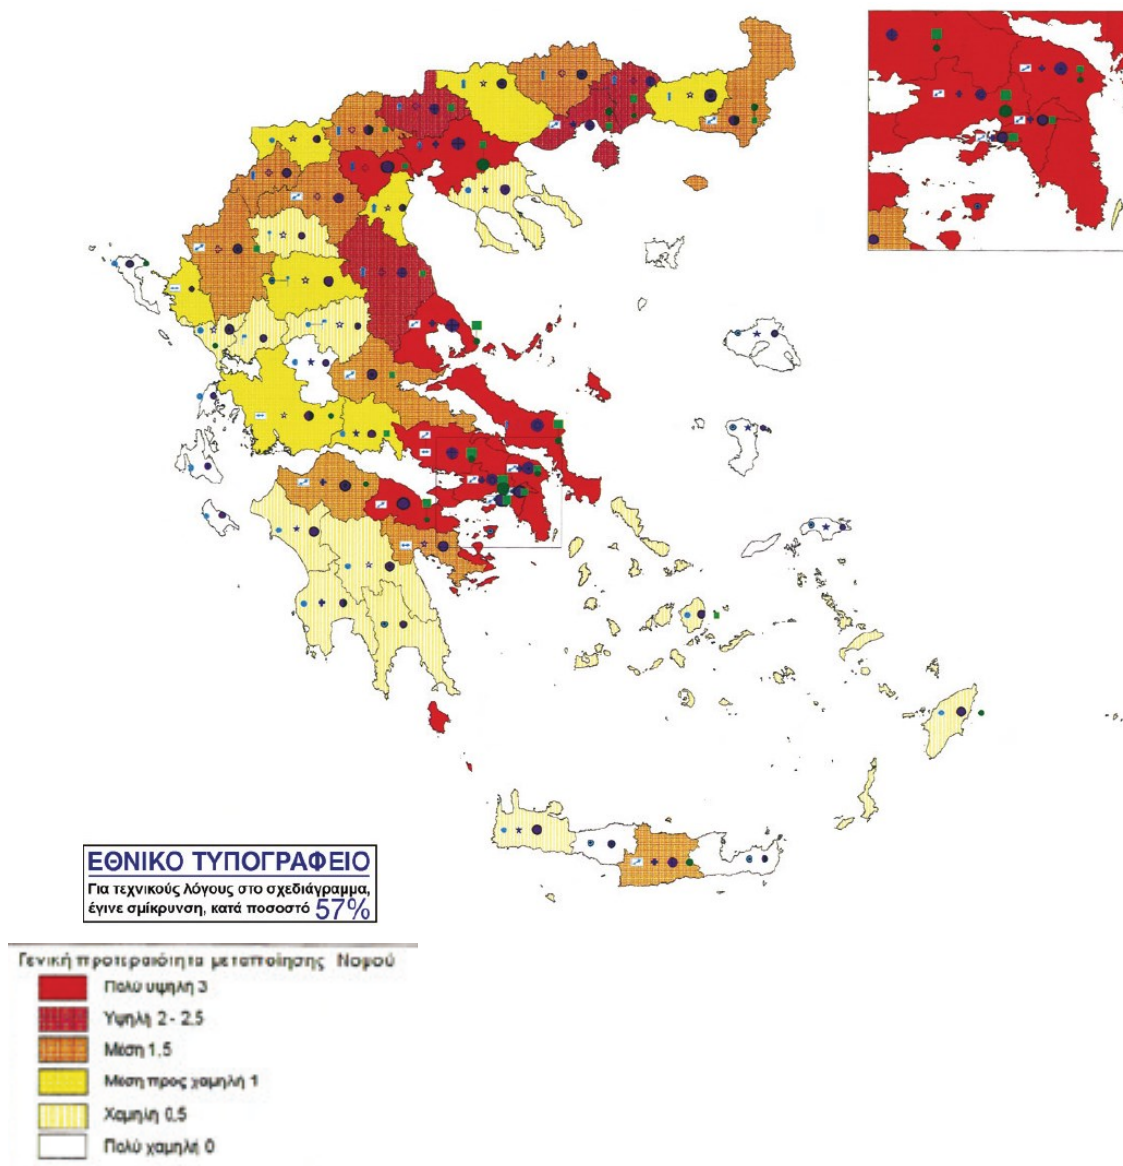 ΕΘΝΙΚΟ ΤΥΠΟΓΡΑΦΕΙΟ
Για τεχνικούς λόγους στο σχεδιάγραμμα,
έγινε σμίκρυνση, κατά ποσοστό 57%
Γενική προτεραιότητα μεταποίησης Νομού
Πολύ υψηλή 3
Υψηλή 2 - 2.5
Μέση 1.5
Μέση προς χαμηλή 1
Χαμηλή 0.5
Πολύ χαμηλή 0